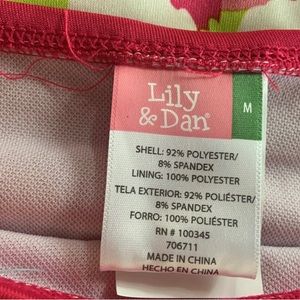 Lily
& Dan®
M
SHELL: 92% POLYESTER/
8% SPANDEX
LINING: 100% POLYESTER
TELA EXTERIOR: 92% POLIÉSTER/
8% SPANDEX
FORRO: 100% POLIÉSTER
RN # 100345
706711
MADE IN CHINA
HECHO EN CHINA